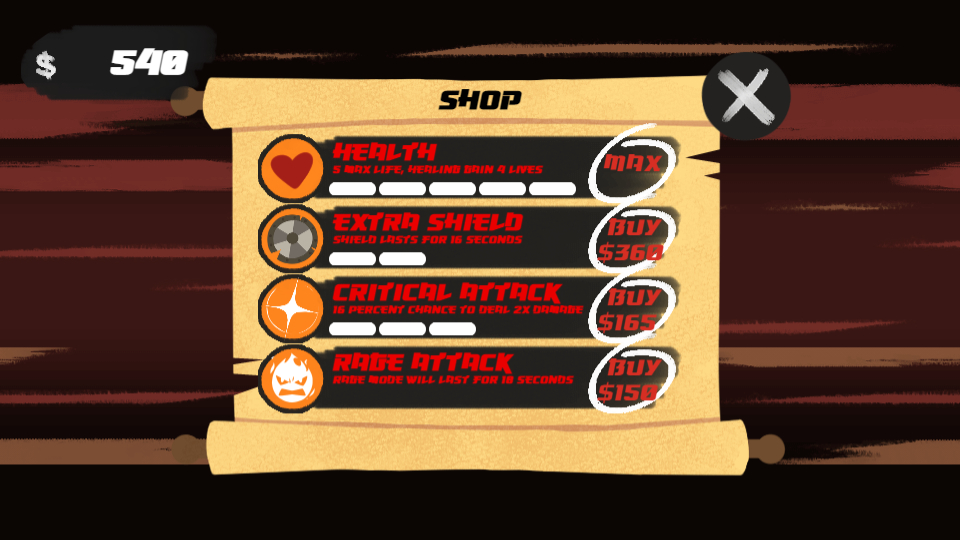 $ 540
SHOP
HEALTH
5 MAX LIFE, HEALING GAIN 4 LIVES
MAX
EXTRA SHIELD
SHIELD LASTS FOR 16 SECONDS
BUY
$360
CRITICAL ATTACK
16 PERCENT CHANCE TO DEAL 2X DAMAGE
BUY
$165
RAGE ATTACK
RAGE MODE WILL LAST FOR 18 SECONDS
BUY
$150